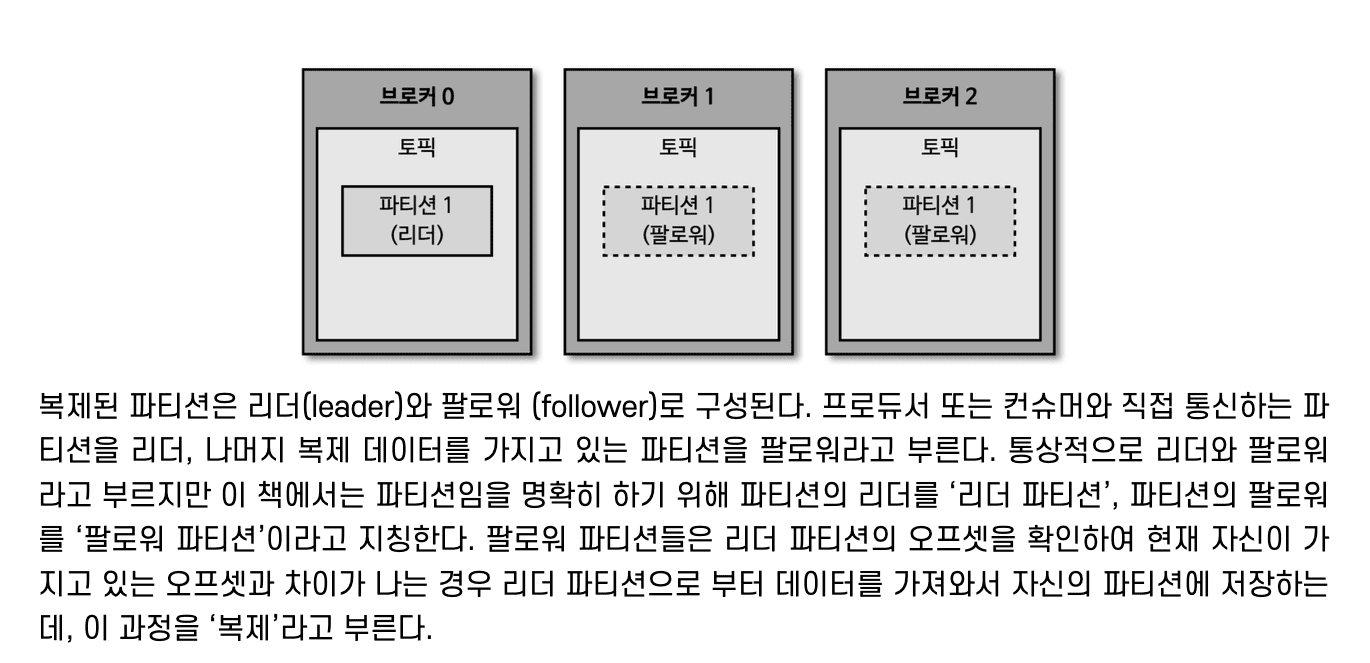 브로커 0
토픽
파티션 1
(리더)
브로커 1
토픽
파티션 1
(팔로워)
브로커 2
토픽
파티션 1
(팔로워)
복제된 파티션은 리더(leader)와 팔로워 (follower)로 구성된다. 프로듀서 또는 컨슈머와 직접 통신하는 파
티션을 리더, 나머지 복제 데이터를 가지고 있는 파티션을 팔로워라고 부른다. 통상적으로 리더와 팔로워
라고 부르지만 이 책에서는 파티션임을 명확히 하기 위해 파티션의 리더를 ‘리더 파티션’, 파티션의 팔로워
를 ‘팔로워 파티션’이라고 지칭한다. 팔로워 파티션들은 리더 파티션의 오프셋을 확인하여 현재 자신이 가
지고 있는 오프셋과 차이가 나는 경우 리더 파티션으로 부터 데이터를 가져와서 자신의 파티션에 저장하는
데, 이 과정을 ‘복제’라고 부른다.